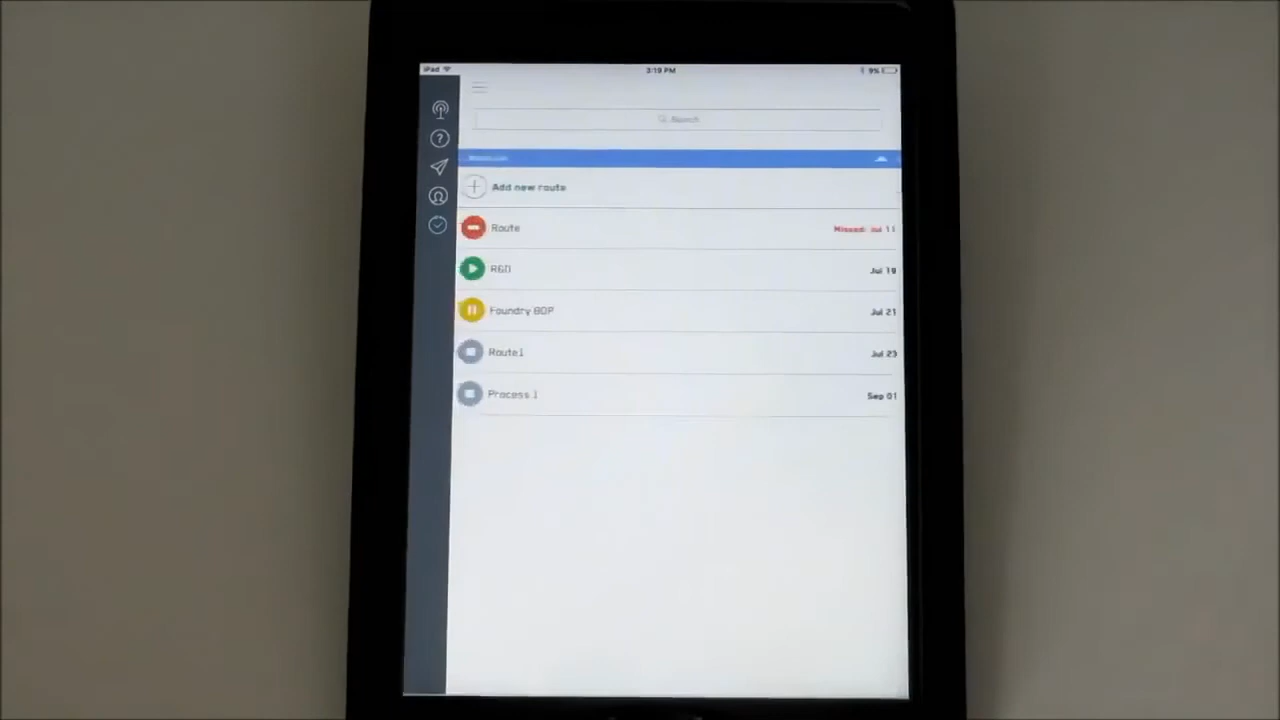 iPad 3:19 PM 9%
Search
Add new route
Route Missed: Jul 11
R&D Jul 19
Foundry BOP Jul 21
Route1 Jul 23
Process 1 Sep 01